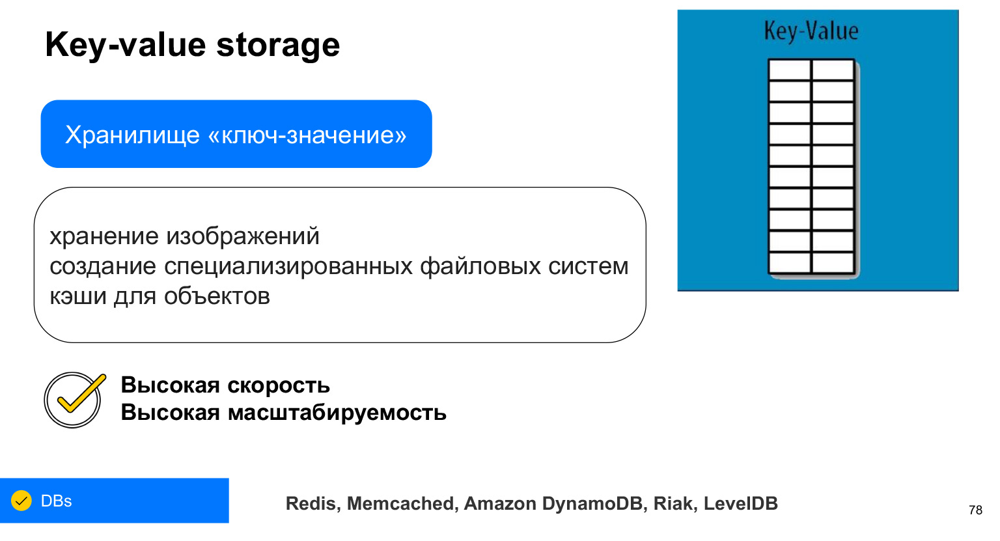 Key-value storage
Key-Value
Хранилище «ключ-значение»
хранение изображений
создание специализированных файловых систем
кэши для объектов
Высокая скорость
Высокая масштабируемость
DBs
Redis, Memcached, Amazon DynamoDB, Riak, LevelDB
78